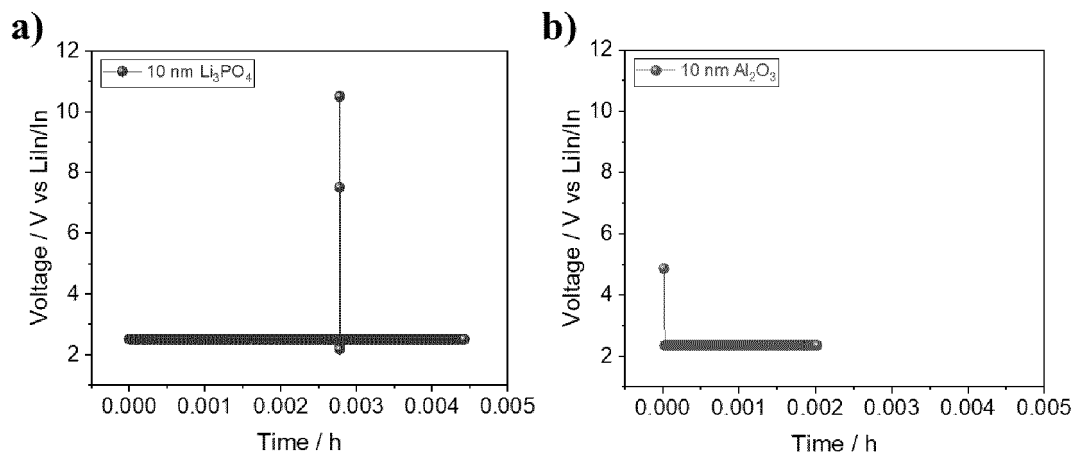 a)
12
10
8
6
4
2
Voltage / V vs LiIn/In
10 nm Li₃PO₄
0.000 0.001 0.002 0.003 0.004 0.005
Time / h
b)
12
10
8
6
4
2
Voltage / V vs LiIn/In
10 nm Al₂O₃
0.000 0.001 0.002 0.003 0.004 0.005
Time / h